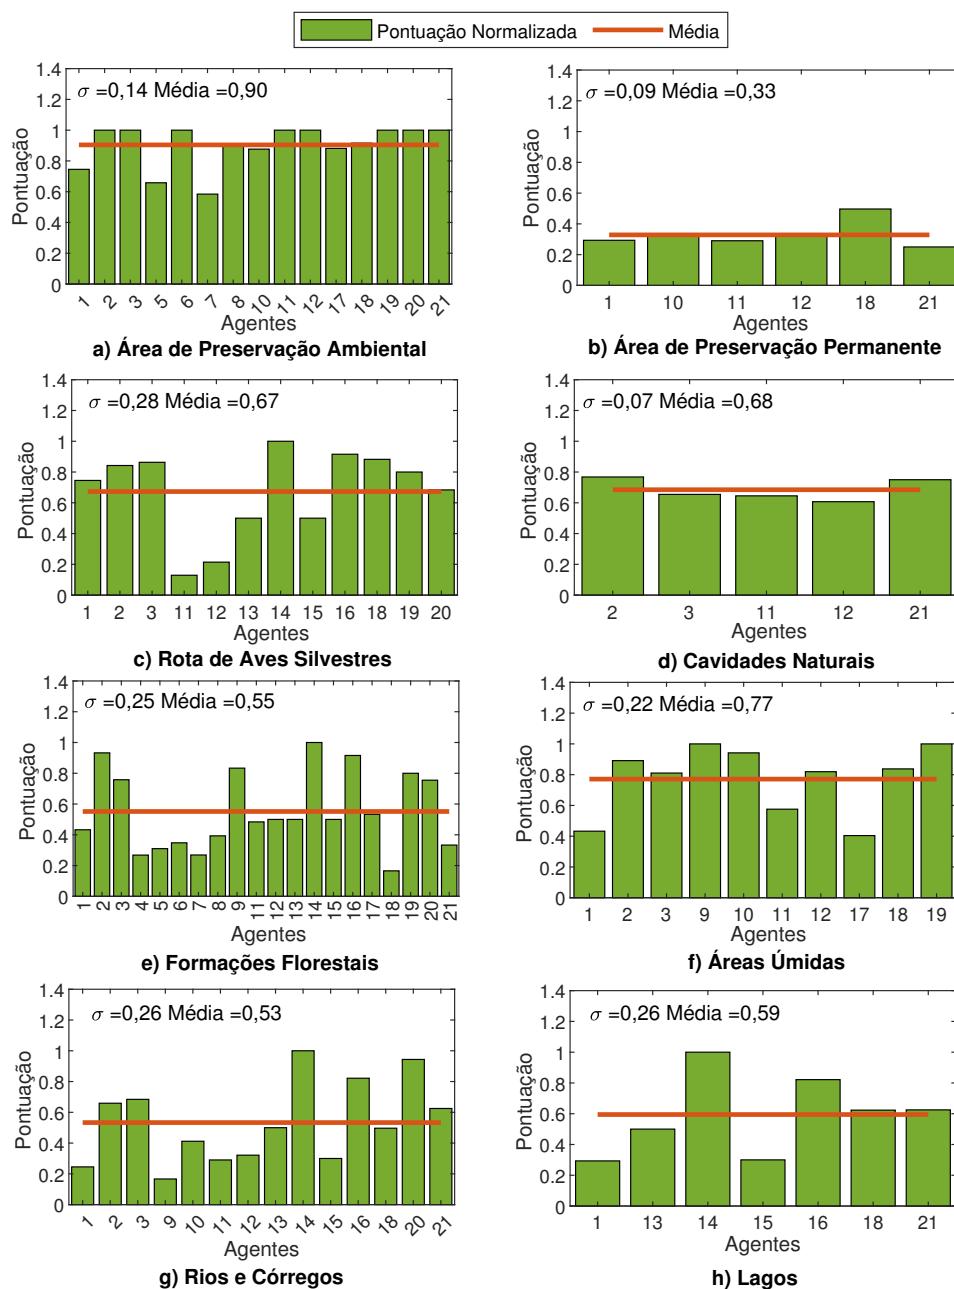 Pontuação Normalizada Média
σ =0,14 Média =0,90
1.4
1.2
1
0.8
0.6
0.4
0.2
0
Pontuação
1 2 3 5 6 7 8 10 11 12 17 18 19 20 21
Agentes
a) Área de Preservação Ambiental
σ =0,09 Média =0,33
1.4
1.2
1
0.8
0.6
0.4
0.2
0
Pontuação
1 10 11 12 18 21
Agentes
b) Área de Preservação Permanente
σ =0,28 Média =0,67
1.4
1.2
1
0.8
0.6
0.4
0.2
0
Pontuação
1 2 3 11 12 13 14 15 16 18 19 20
Agentes
c) Rota de Aves Silvestres
σ =0,07 Média =0,68
1.4
1.2
1
0.8
0.6
0.4
0.2
0
Pontuação
2 3 11 12 21
Agentes
d) Cavidades Naturais
σ =0,25 Média =0,55
1.4
1.2
1
0.8
0.6
0.4
0.2
0
Pontuação
1 2 3 4 5 6 7 8 9 11 12 13 14 15 16 17 18 19 20 21
Agentes
e) Formações Florestais
σ =0,22 Média =0,77
1.4
1.2
1
0.8
0.6
0.4
0.2
0
Pontuação
1 2 3 9 10 11 12 17 18 19
Agentes
f) Áreas Úmidas
σ =0,26 Média =0,53
1.4
1.2
1
0.8
0.6
0.4
0.2
0
Pontuação
1 2 3 9 10 11 12 13 14 15 16 18 20 21
Agentes
g) Rios e Córregos
σ =0,26 Média =0,59
1.4
1.2
1
0.8
0.6
0.4
0.2
0
Pontuação
1 13 14 15 16 18 21
Agentes
h) Lagos